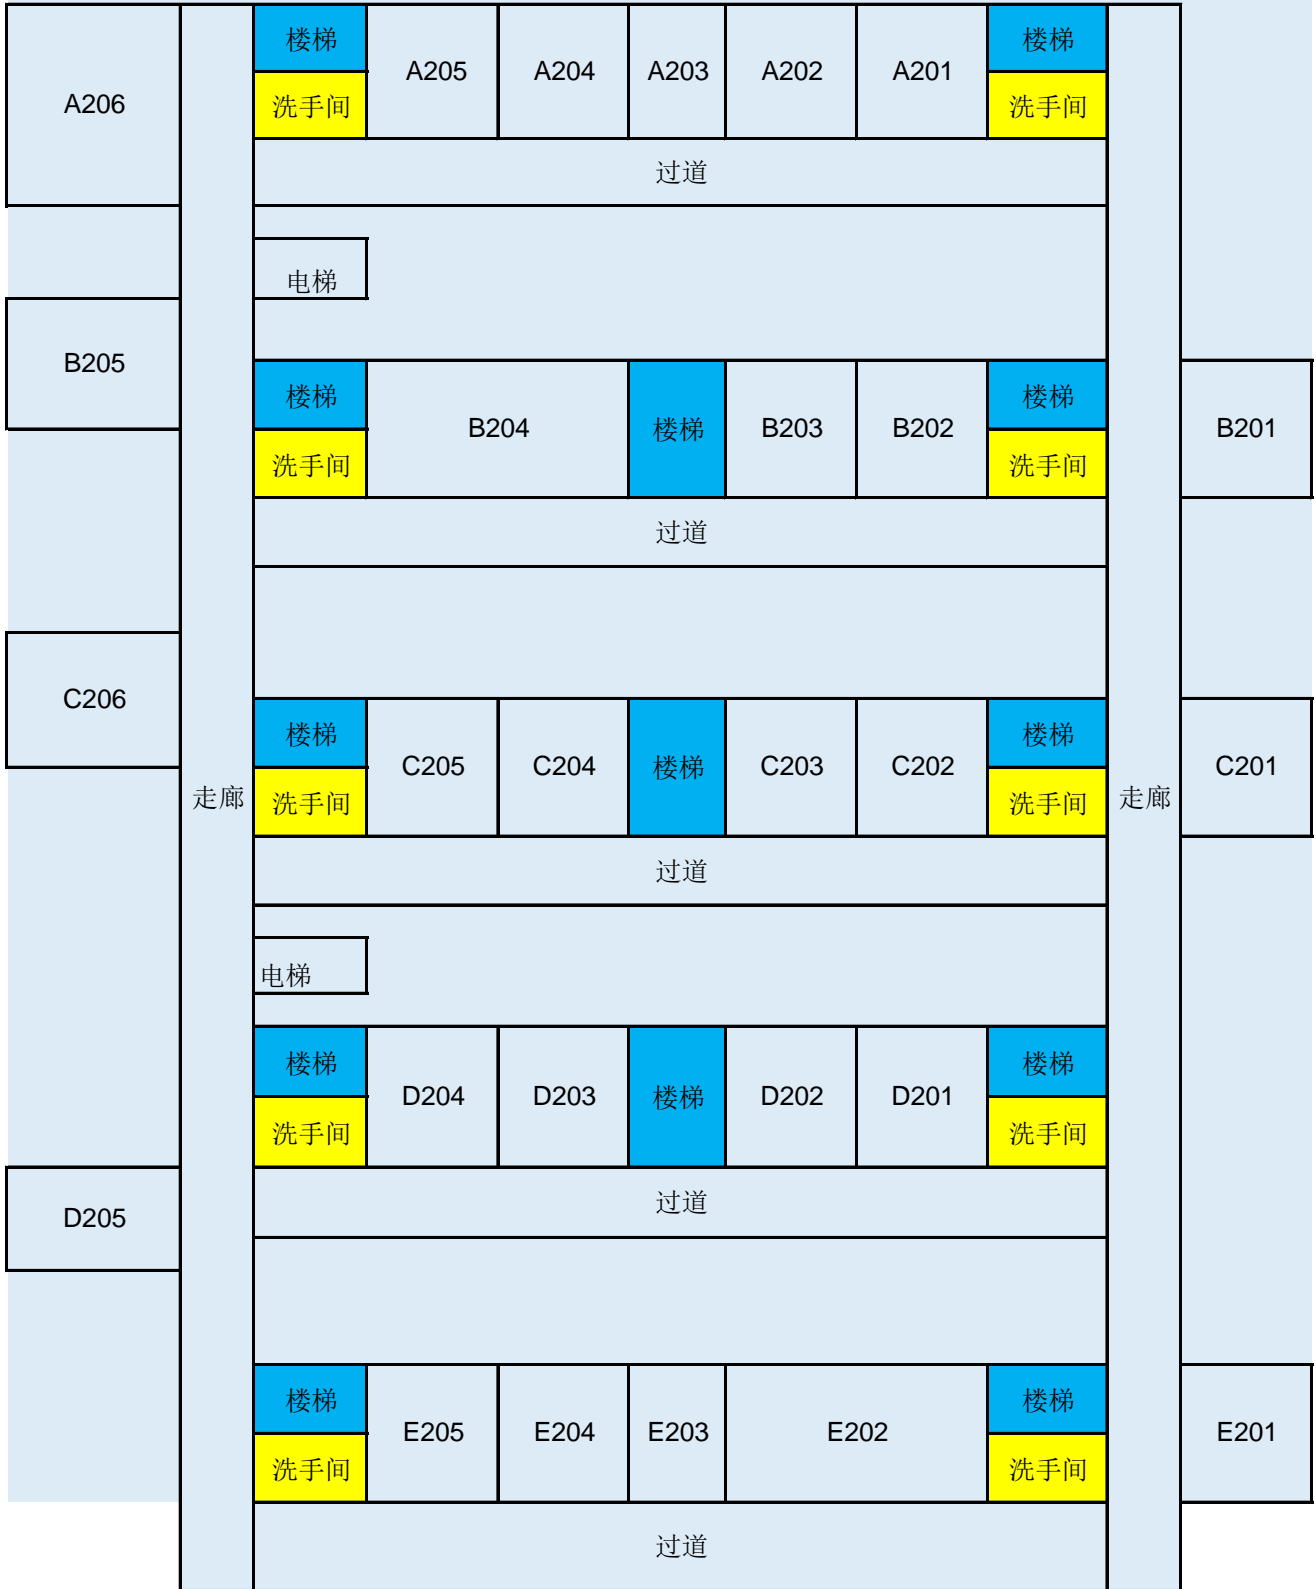 楼梯
楼梯
A206
A205
A204
A203
A202
A201
洗手间
洗手间
过道
电梯
B205
楼梯
楼梯
B204
楼梯
B203
B202
B201
洗手间
洗手间
过道
C206
楼梯
楼梯
C205
C204
楼梯
C203
C202
C201
走廊
洗手间
洗手间
走廊
过道
电梯
楼梯
楼梯
D204
D203
楼梯
D202
D201
洗手间
洗手间
D205
过道
楼梯
楼梯
E205
E204
E203
E202
E201
洗手间
洗手间
过道